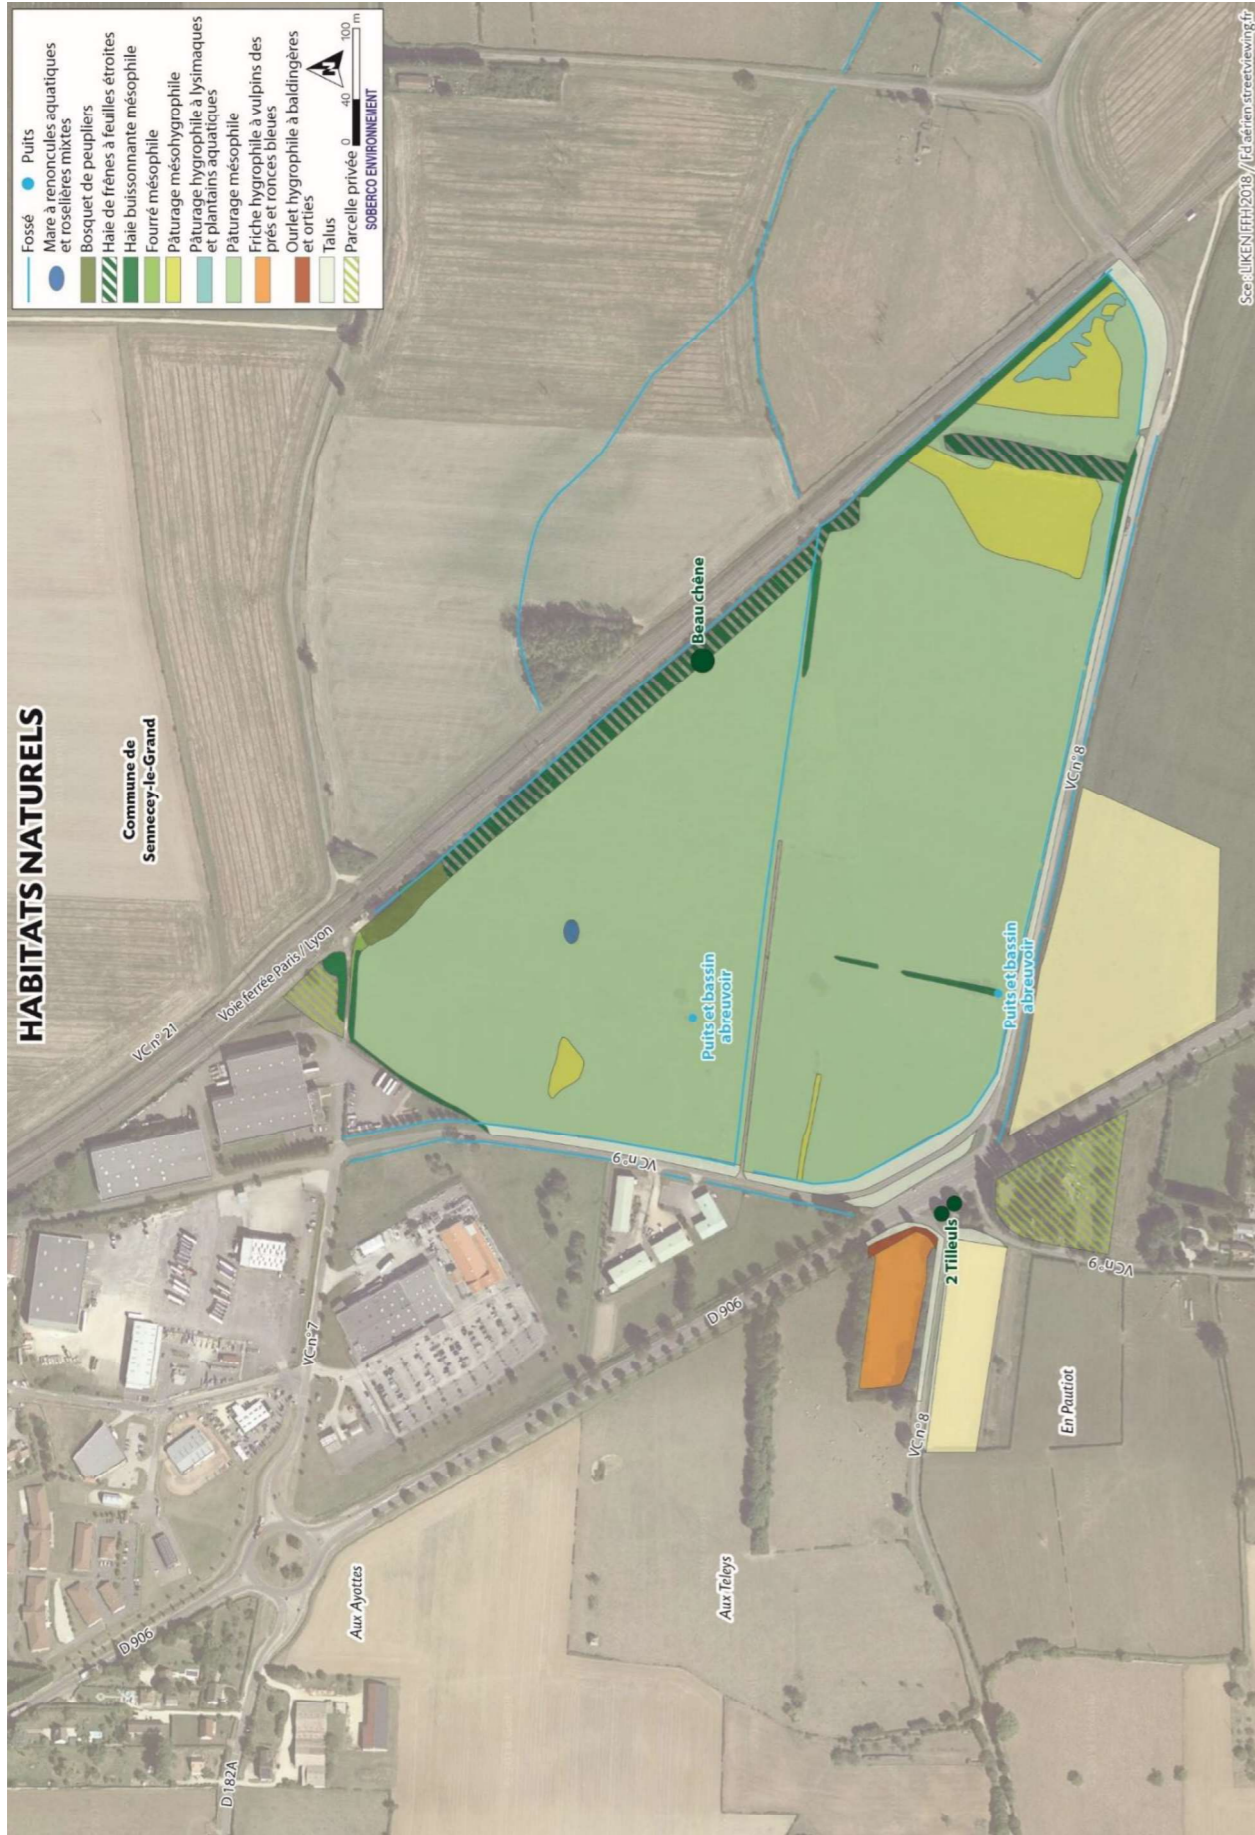 HABITATS NATURELS
Commune de
Sennecey-le-Grand
Fossé
Puits
Mare à renoncules aquatiques
et roselières mixtes
Bosquet de peupliers
Haie de frênes à feuilles étroites
Haie buissonnante mésophile
Fourré mésophile
Pâturage mésohygrophile
Pâturage hygrophile à lysimaques
et plantains aquatiques
Pâturage mésophile
Friche hygrophile à vulpins des
prés et ronces bleues
Ourlet hygrophile à baldingères
et orties
Talus
Parcelle privée
0 40 100
m
N
SOBERCO ENVIRONNEMENT
VC n° 21
Voie ferrée Paris / Lyon
Beau chêne
VC n° 7
VC n° 9
D 906
D 906
D 182A
Aux Ayottes
Aux Teleys
Puits et bassin
abreuvoir
Puits et bassin
abreuvoir
VC n° 8
2 Tilleuls
VC n° 8
VC n° 9
En Pautiot
Sce : LIKEN FFH 2018 / Fd aérien streetviewing.fr